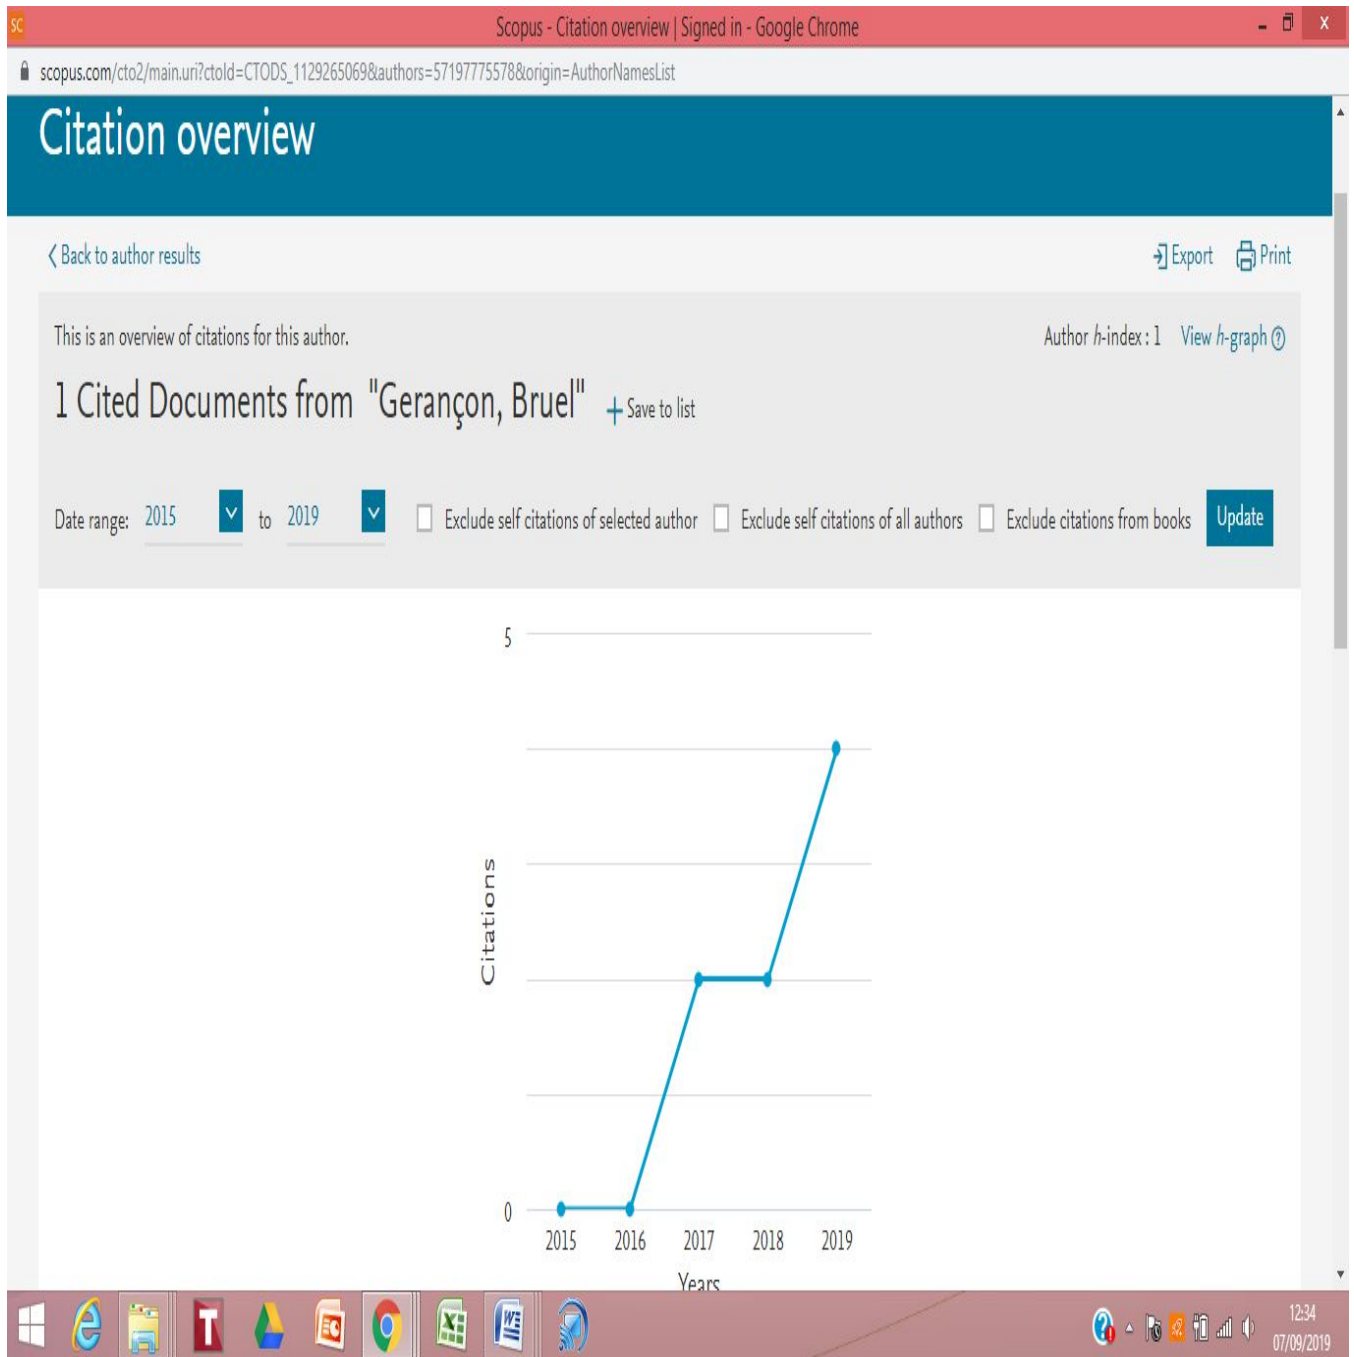 SC
Scopus - Citation overview | Signed in - Google Chrome
scopus.com/cto2/main.uri?ctoId=CTODS_1129265069&authors=57197775578&origin=AuthorNamesList
Citation overview
Back to author results
Export
Print
This is an overview of citations for this author.
Author h-index : 1 View h-graph
1 Cited Documents from "Gerançon, Bruel"
Save to list
Date range: 2015 to 2019
Exclude self citations of selected author
Exclude self citations of all authors
Exclude citations from books
Update
5
Citations
0
2015 2016 2017 2018 2019
Years
12:34
07/09/2019